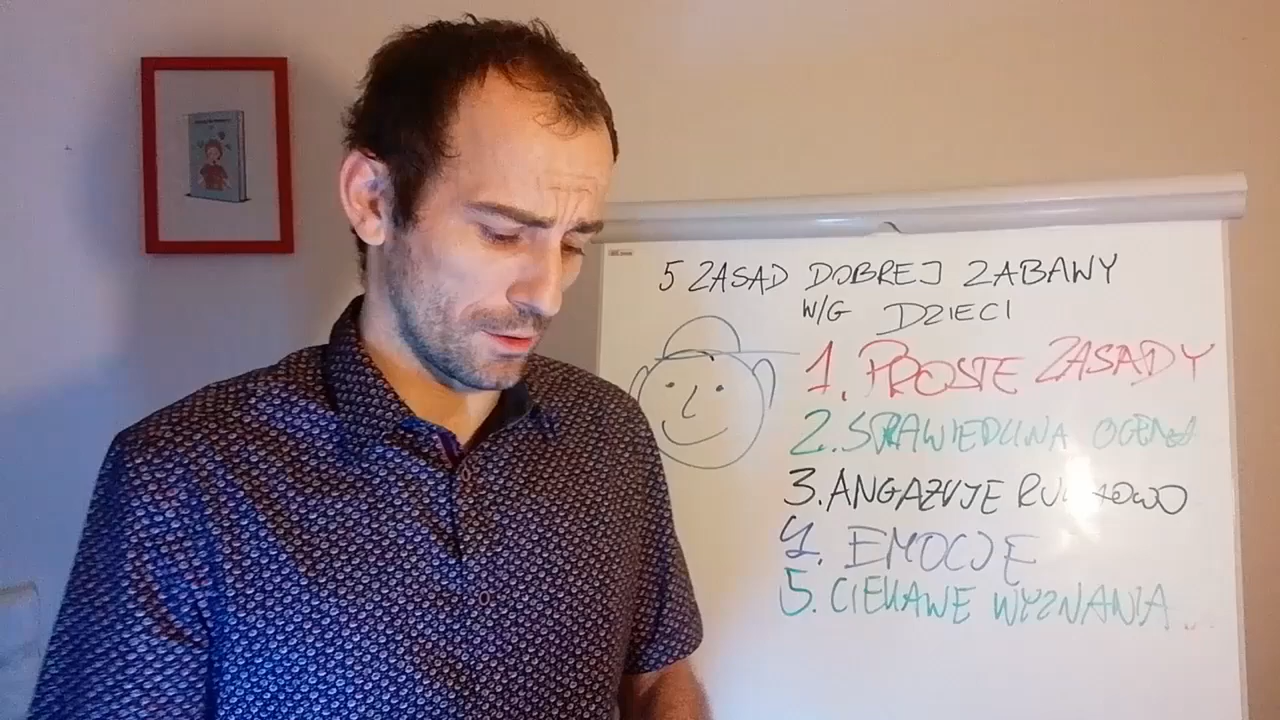 5 ZASAD DOBREJ ZABAWY
W/G DZIECI
1. PROSTE ZASADY
2. SPRAWIEDLIWA OCENA
3. ANGAŻUJE RUCHOWO
4. EMOCJE
5. CIEKAWE WYZNANIA...